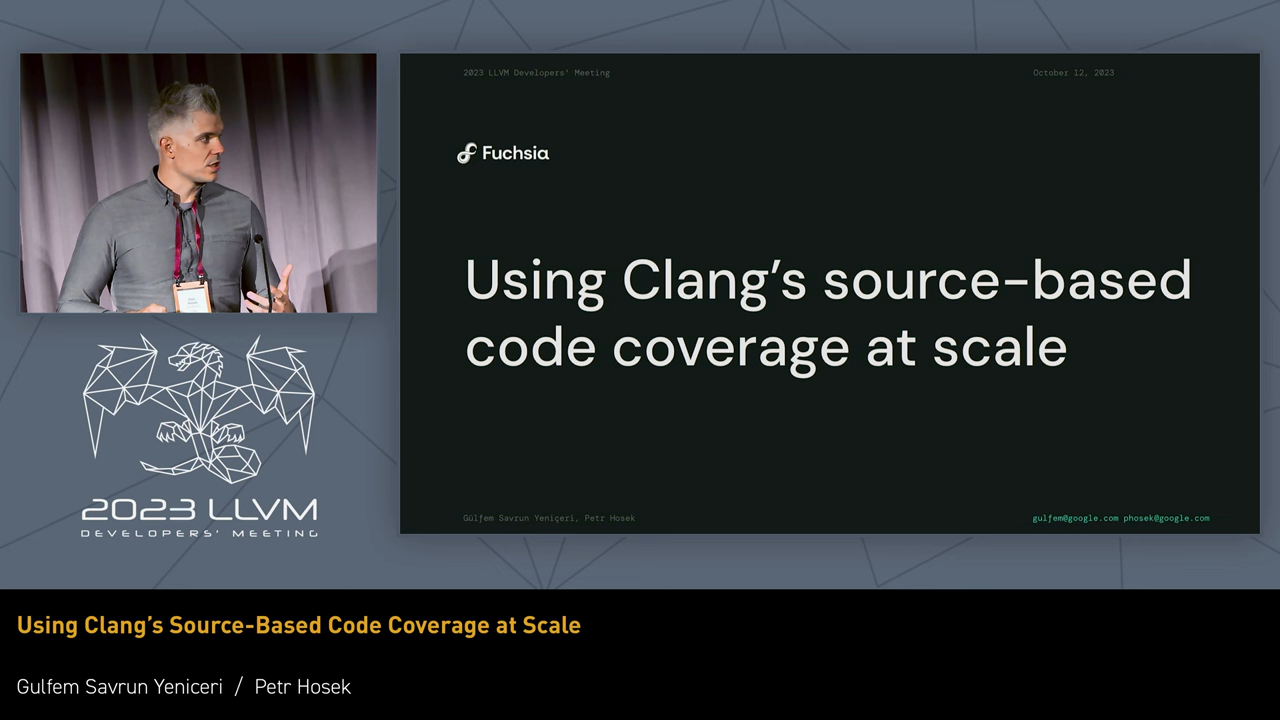 2023 LLVM Developers' Meeting
October 12, 2023
Fuchsia
Using Clang’s source-based
code coverage at scale
Gülfem Savrun Yeniçeri, Petr Hosek
gulfem@google.com phosek@google.com
2023 LLVM
DEVELOPERS' MEETING
Using Clang’s Source-Based Code Coverage at Scale
Gulfem Savrun Yeniceri / Petr Hosek